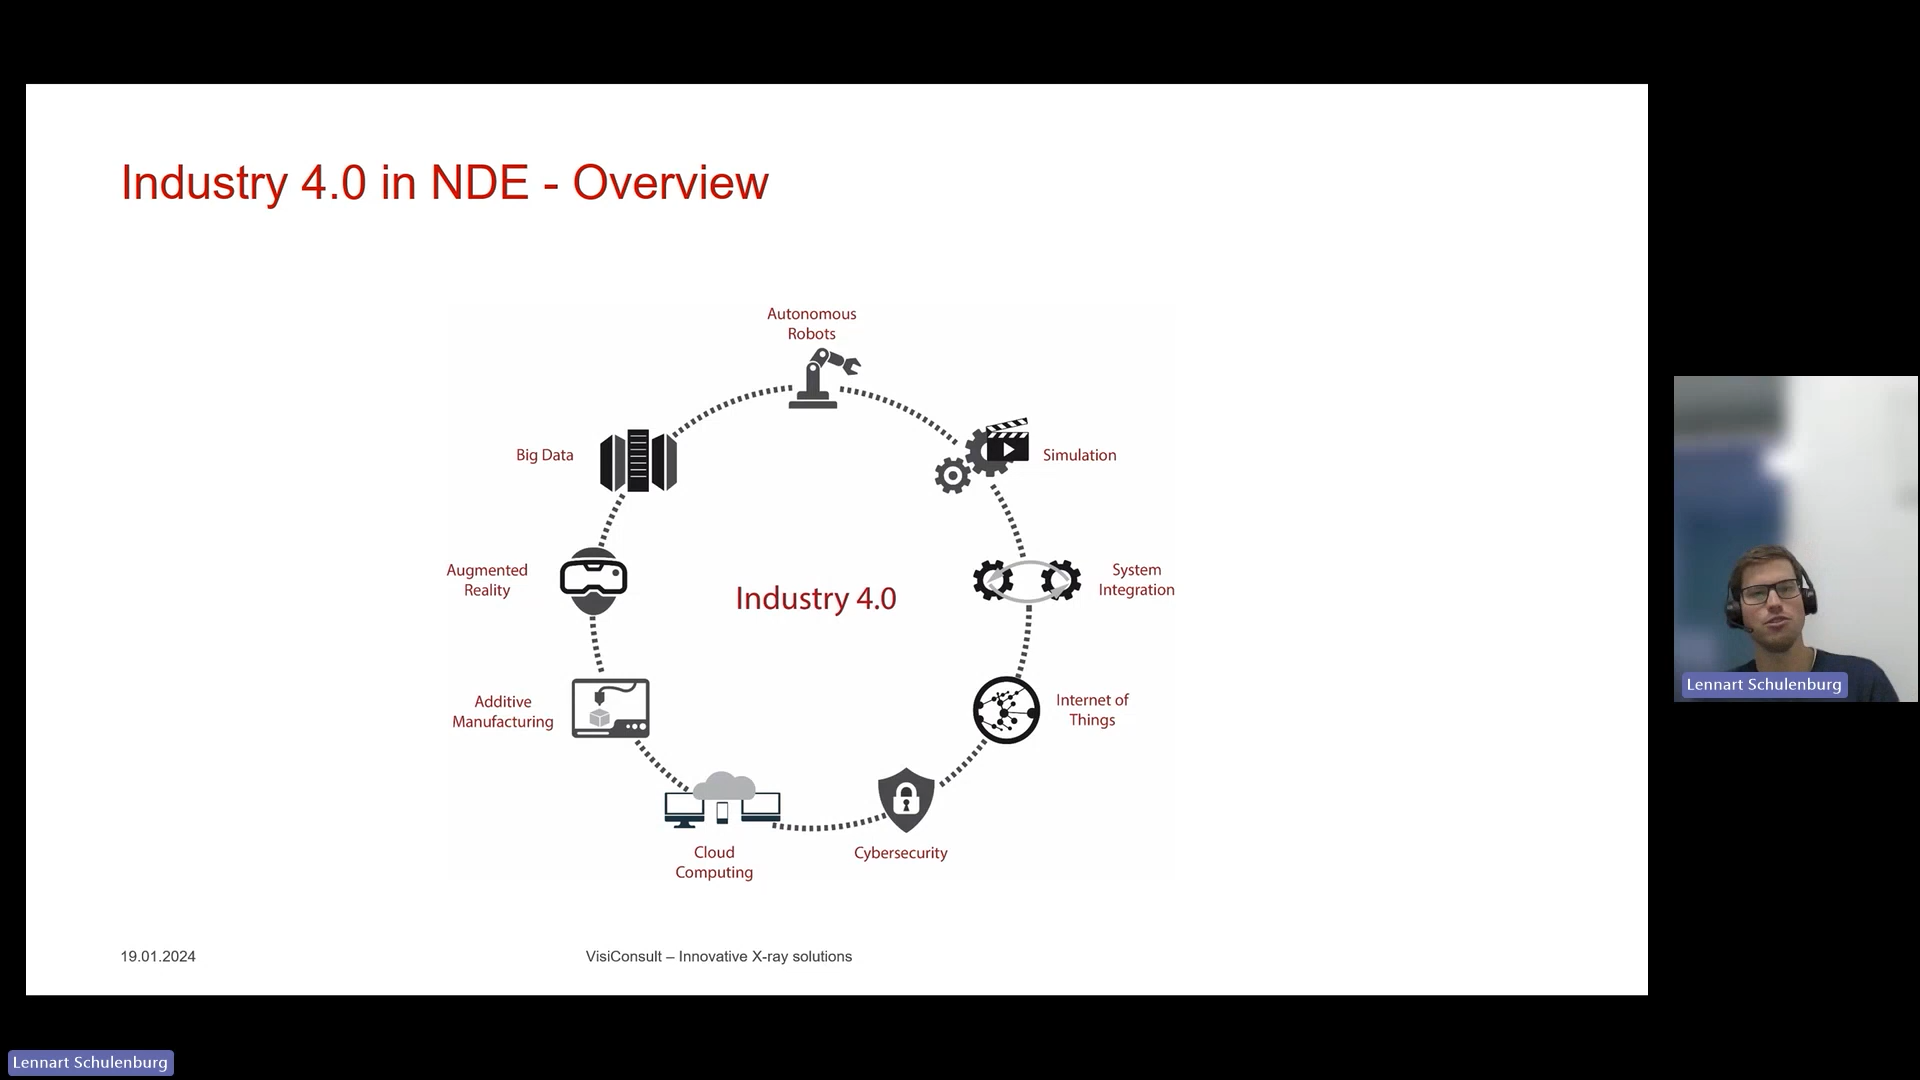 Industry 4.0 in NDE - Overview
Autonomous
Robots
Big Data
Simulation
Augmented
Reality
System
Integration
Industry 4.0
Additive
Manufacturing
Internet of
Things
Cloud
Computing
Cybersecurity
19.01.2024
VisiConsult – Innovative X-ray solutions
Lennart Schulenburg
Lennart Schulenburg